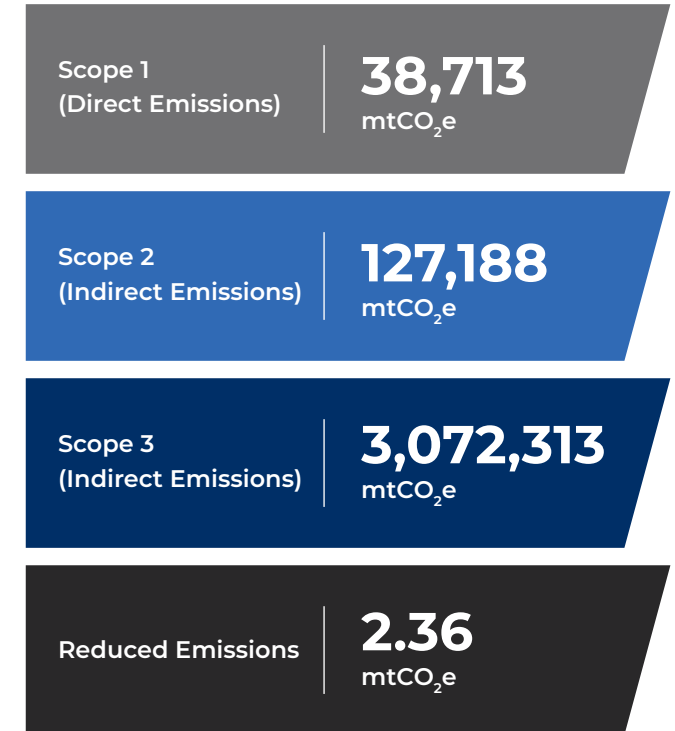 Scope 1
(Direct Emissions)
38,713
mtCO₂e
Scope 2
(Indirect Emissions)
127,188
mtCO₂e
Scope 3
(Indirect Emissions)
3,072,313
mtCO₂e
Reduced Emissions
2.36
mtCO₂e